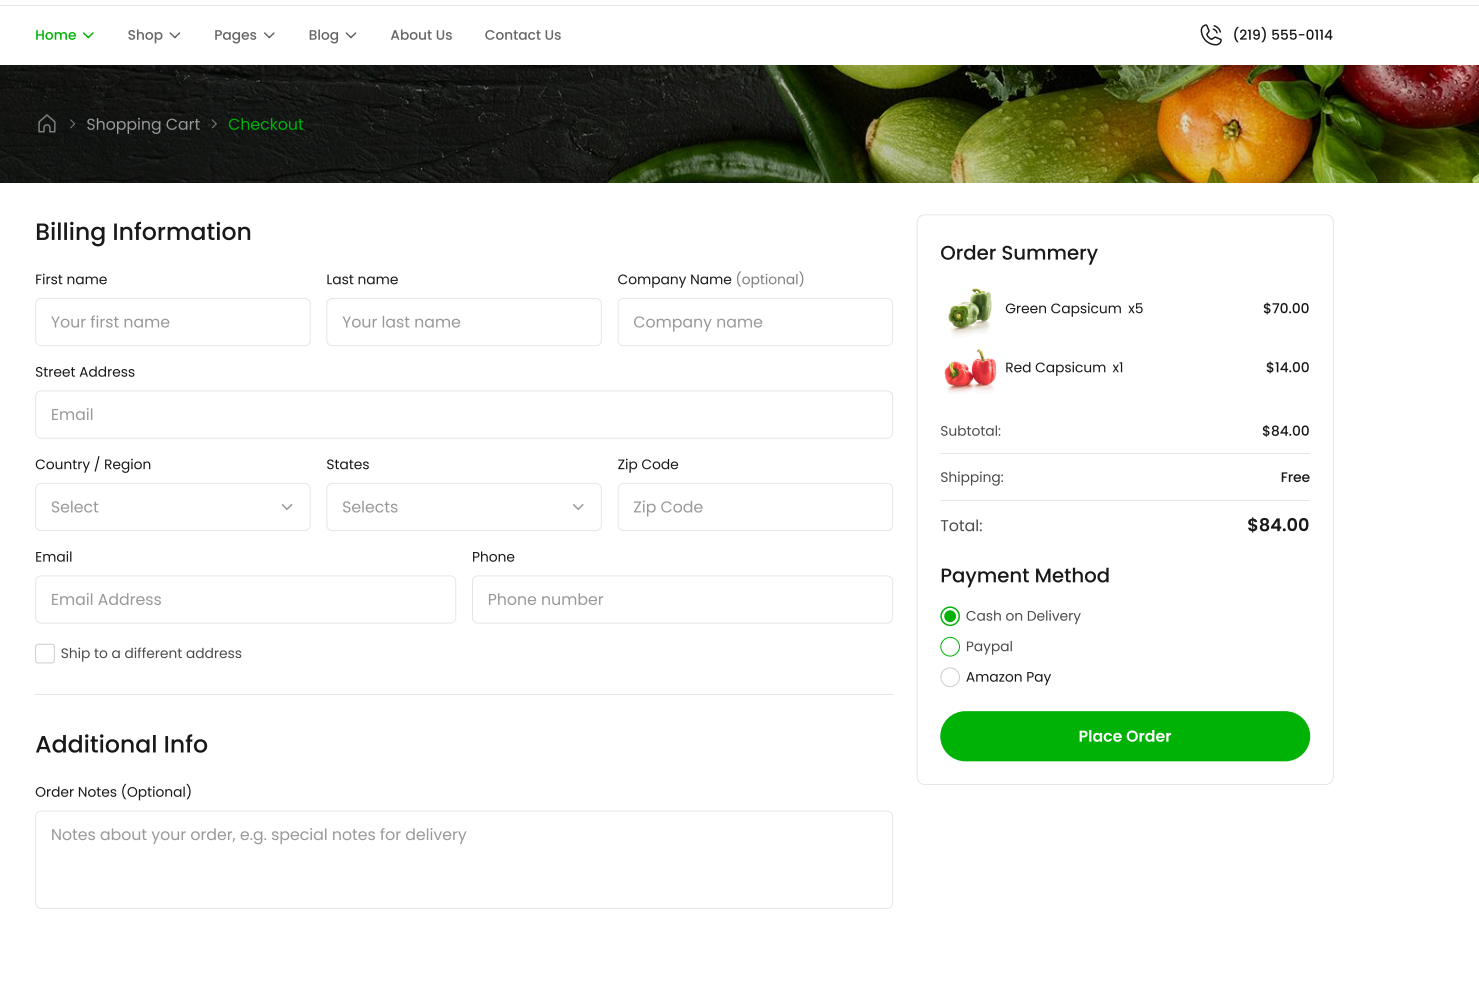 Home Shop Pages Blog About Us Contact Us (219) 555-0114
Shopping Cart Checkout
Billing Information
First name Last name Company Name (optional)
Your first name Your last name Company name
Street Address
Email
Country / Region States Zip Code
Select Selects Zip Code
Email Phone
Email Address Phone number
Ship to a different address
Additional Info
Order Notes (Optional)
Notes about your order, e.g. special notes for delivery
Order Summery
Green Capsicum x5 $70.00
Red Capsicum x1 $14.00
Subtotal: $84.00
Shipping: Free
Total: $84.00
Payment Method
Cash on Delivery
Paypal
Amazon Pay
Place Order